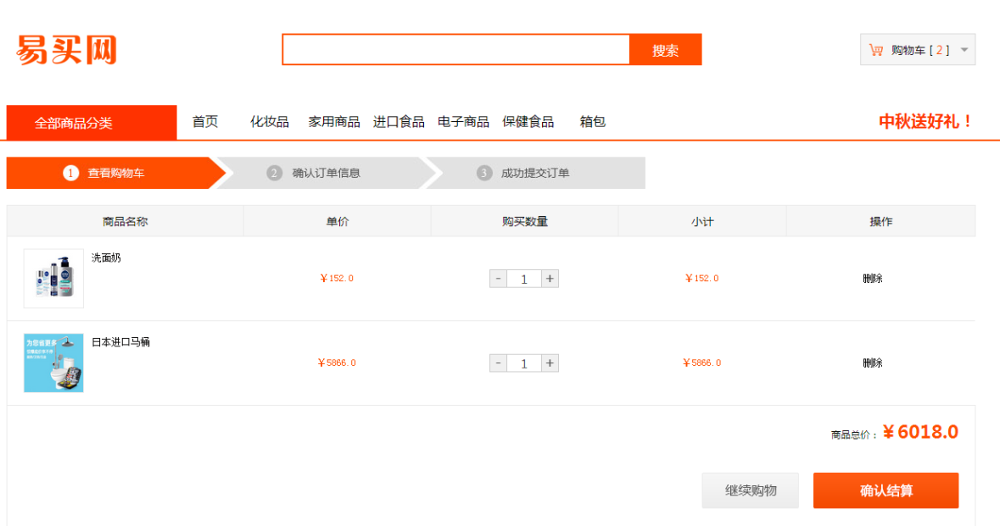 易买网
搜索
购物车 [ 2 ]
全部商品分类 首页 化妆品 家用商品 进口食品 电子商品 保健食品 箱包 中秋送好礼！
1 查看购物车 2 确认订单信息 3 成功提交订单
商品名称 单价 购买数量 小计 操作
洗面奶
￥152.0 - 1 + ￥152.0 删除
日本进口马桶
为您省更多
￥5866.0 - 1 + ￥5866.0 删除
商品总价：￥6018.0
继续购物 确认结算